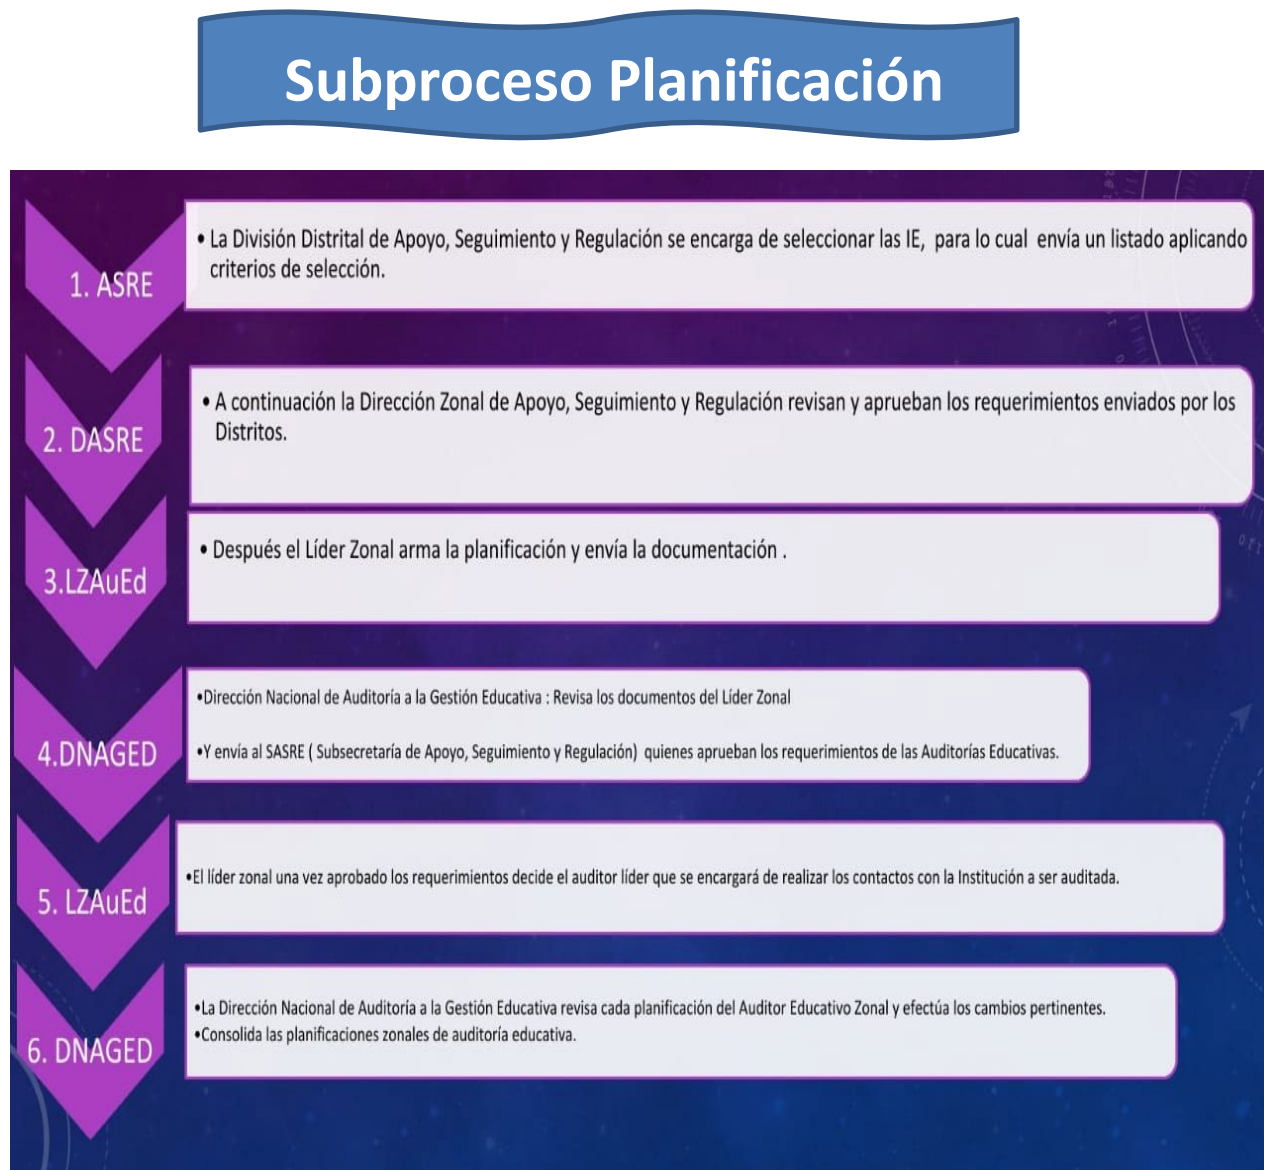 Subproceso Planificación
1. ASRE
• La División Distrital de Apoyo, Seguimiento y Regulación se encarga de seleccionar las IE, para lo cual envía un listado aplicando
criterios de selección.
2. DASRE
• A continuación la Dirección Zonal de Apoyo, Seguimiento y Regulación revisan y aprueban los requerimientos enviados por los
Distritos.
3.LZAuEd
• Después el Líder Zonal arma la planificación y envía la documentación .
4.DNAGED
•Dirección Nacional de Auditoría a la Gestión Educativa : Revisa los documentos del Líder Zonal
•Y envía al SASRE ( Subsecretaría de Apoyo, Seguimiento y Regulación) quienes aprueban los requerimientos de las Auditorías Educativas.
5. LZAuEd
•El líder zonal una vez aprobado los requerimientos decide el auditor líder que se encargará de realizar los contactos con la Institución a ser auditada.
6. DNAGED
•La Dirección Nacional de Auditoría a la Gestión Educativa revisa cada planificación del Auditor Educativo Zonal y efectúa los cambios pertinentes.
•Consolida las planificaciones zonales de auditoría educativa.